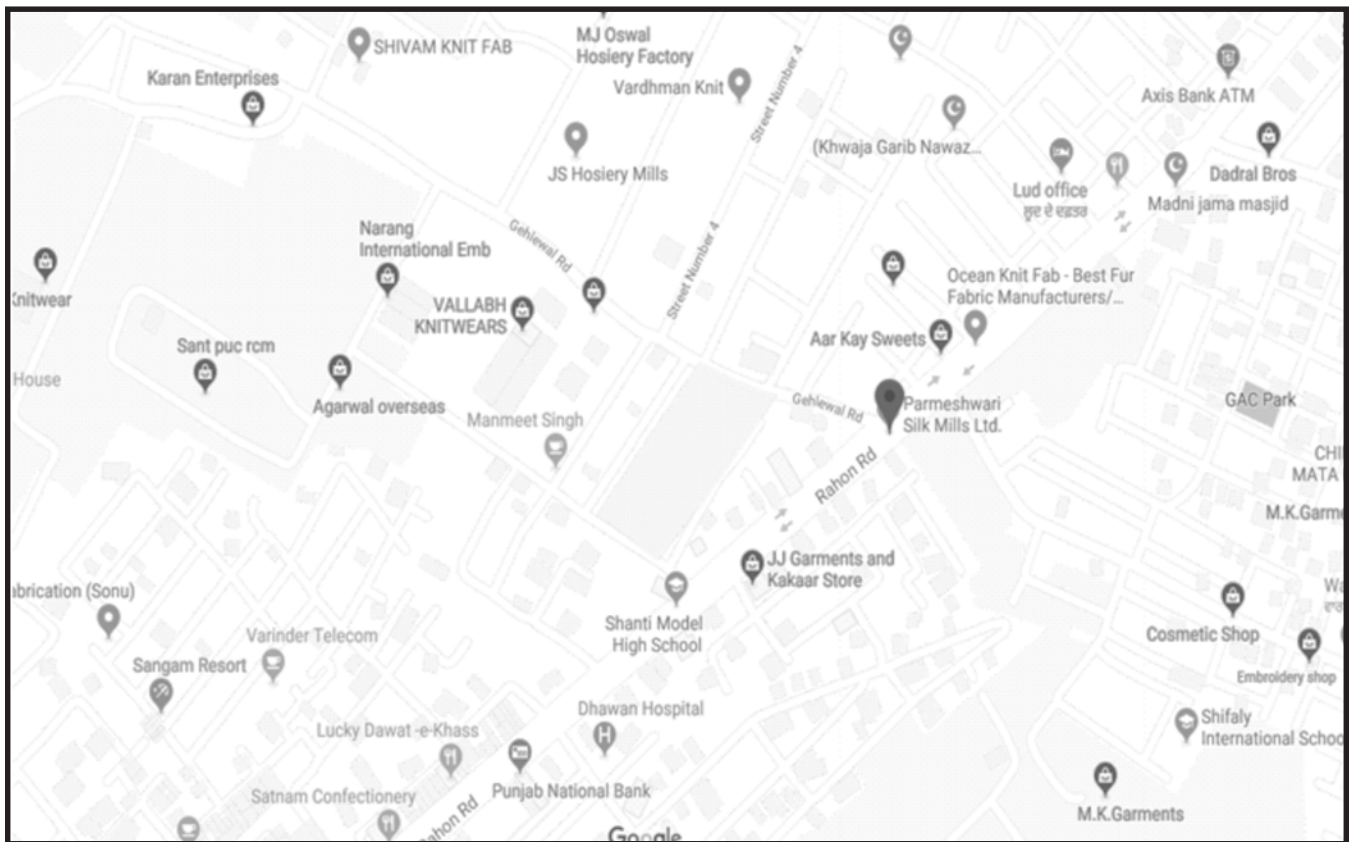 MJ Oswal
Hosiery Factory
SHIVAM KNIT FAB
Karan Enterprises
Vardhman Knit
Street Number 4
Axis Bank ATM
(Khwaja Garib Nawaz...
JS Hosiery Mills
Dadral Bros
Lud office
ਲੁਦ ਦੇ ਦਫ਼ਤਰ
Madni jama masjid
Narang
International Emb
Gehlewal Rd
Street Number 4
Ocean Knit Fab - Best Fur
Fabric Manufacturers/...
Knitwear
VALLABH
KNITWEARS
Aar Kay Sweets
Sant puc rcm
House
Agarwal overseas
Gehlewal Rd
Parmeshwari
Silk Mills Ltd.
GAC Park
Manmeet Singh
Rahon Rd
CHI
MATA
M.K.Garme
JJ Garments and
Kakaar Store
abrication (Sonu)
Shanti Model
High School
Wa
Cosmetic Shop
Varinder Telecom
Sangam Resort
Embroidery shop
Dhawan Hospital
Shifaly
International Schoo
Lucky Dawat -e-Khass
Punjab National Bank
Satnam Confectionery
Rahon Rd
M.K.Garments
Google